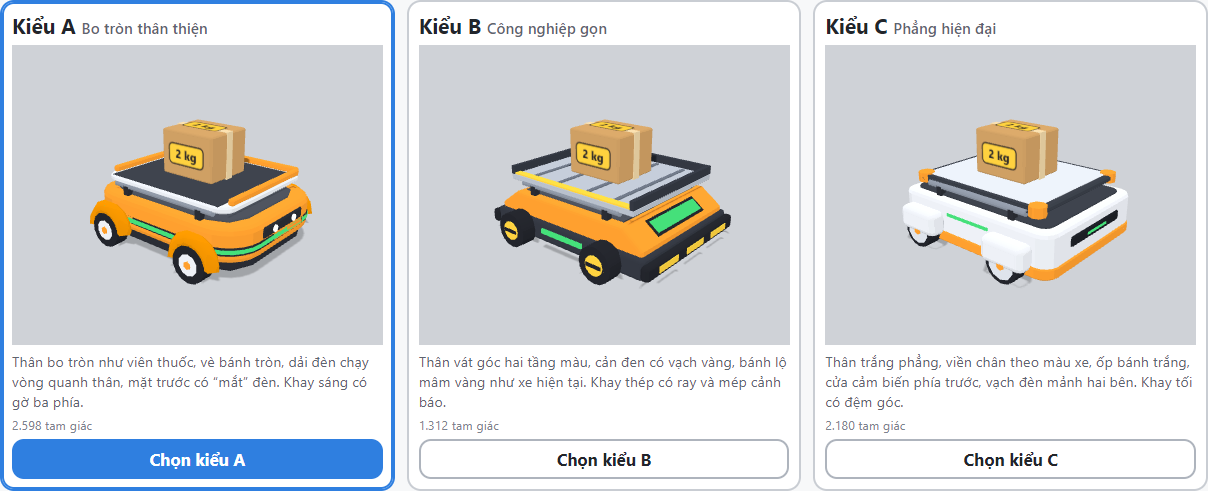 Kiểu A Bo tròn thân thiện
2 kg
2 kg
Thân bo tròn như viên thuốc, vè bánh tròn, dải đèn chạy
vòng quanh thân, mặt trước có “mắt” đèn. Khay sáng có
gờ ba phía.
2.598 tam giác
Chọn kiểu A
Kiểu B Công nghiệp gọn
2 kg
2 kg
Thân vát góc hai tầng màu, cản đen có vạch vàng, bánh lộ
mâm vàng như xe hiện tại. Khay thép có ray và mép cảnh
báo.
1.312 tam giác
Chọn kiểu B
Kiểu C Phẳng hiện đại
2 kg
2 kg
Thân trắng phẳng, viền chân theo màu xe, ốp bánh trắng,
cửa cảm biến phía trước, vạch đèn mảnh hai bên. Khay tối
có đệm góc.
2.180 tam giác
Chọn kiểu C